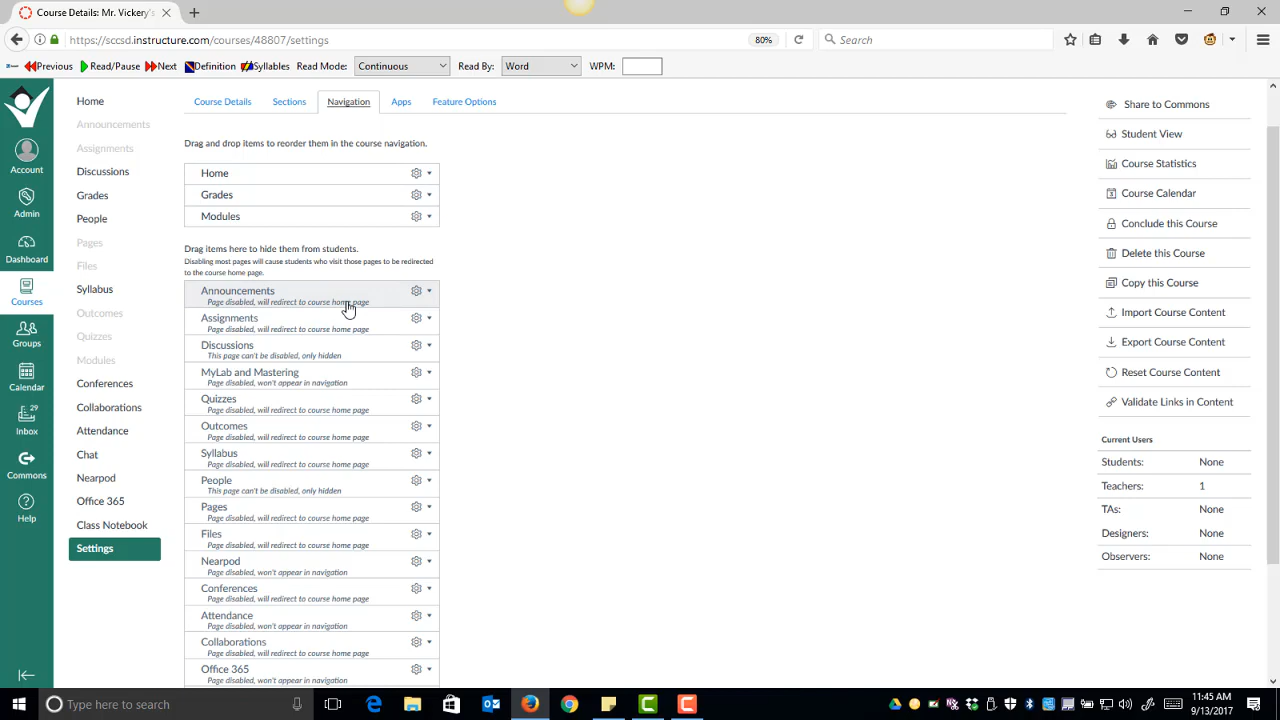 Course Details: Mr. Vickery's
https://sccsd.instructure.com/courses/48807/settings
80%
Search
Previous Read/Pause Next Definition Syllables Read Mode: Continuous Read By: Word WPM:
Account
Admin
Dashboard
Courses
Groups
Calendar
29
Inbox
Commons
Help
Home
Announcements
Assignments
Discussions
Grades
People
Pages
Files
Syllabus
Outcomes
Quizzes
Modules
Conferences
Collaborations
Attendance
Chat
Nearpod
Office 365
Class Notebook
Settings
Course Details Sections Navigation Apps Feature Options
Drag and drop items to reorder them in the course navigation.
Home
Grades
Modules
Drag items here to hide them from students.
Disabling most pages will cause students who visit those pages to be redirected
to the course home page.
Announcements
Page disabled, will redirect to course home page
Assignments
Page disabled, will redirect to course home page
Discussions
This page can't be disabled, only hidden
MyLab and Mastering
Page disabled, won't appear in navigation
Quizzes
Page disabled, will redirect to course home page
Outcomes
Page disabled, will redirect to course home page
Syllabus
Page disabled, will redirect to course home page
People
This page can't be disabled, only hidden
Pages
Page disabled, will redirect to course home page
Files
Page disabled, will redirect to course home page
Nearpod
Page disabled, won't appear in navigation
Conferences
Page disabled, will redirect to course home page
Attendance
Page disabled, won't appear in navigation
Collaborations
Page disabled, will redirect to course home page
Office 365
Page disabled, won't appear in navigation
Share to Commons
Student View
Course Statistics
Course Calendar
Conclude this Course
Delete this Course
Copy this Course
Import Course Content
Export Course Content
Reset Course Content
Validate Links in Content
Current Users
Students: None
Teachers: 1
TAs: None
Designers: None
Observers: None
Type here to search
11:45 AM
9/13/2017